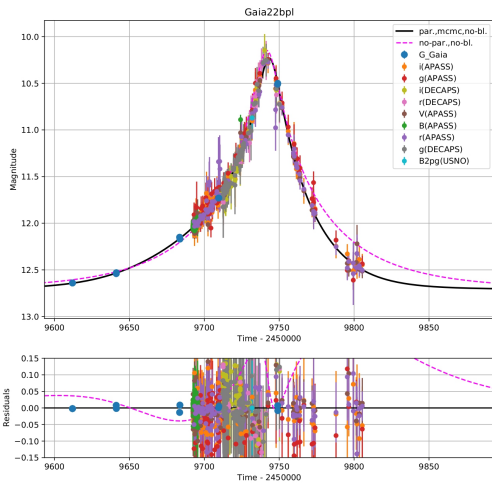 Gaia22bpl
10.0
10.5
11.0
11.5
12.0
12.5
13.0
Magnitude
par.,mcmc,no-bl.
no-par.,no-bl.
G_Gaia
i(APASS)
g(APASS)
i(DECAPS)
r(DECAPS)
V(APASS)
B(APASS)
r(APASS)
g(DECAPS)
B2pg(USNO)
9600 9650 9700 9750 9800 9850
Time - 2450000
0.15
0.10
0.05
0.00
−0.05
−0.10
−0.15
Residuals
9600 9650 9700 9750 9800 9850
Time - 2450000